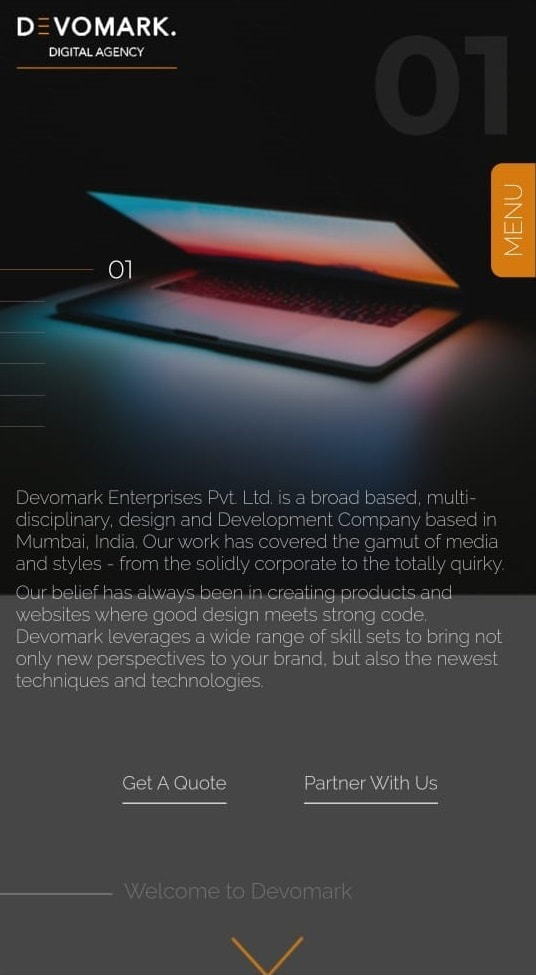 DEVOMARK.
DIGITAL AGENCY
01
MENU
01
Devomark Enterprises Pvt. Ltd. is a broad based, multi-
disciplinary, design and Development Company based in
Mumbai, India. Our work has covered the gamut of media
and styles - from the solidly corporate to the totally quirky.
Our belief has always been in creating products and
websites where good design meets strong code.
Devomark leverages a wide range of skill sets to bring not
only new perspectives to your brand, but also the newest
techniques and technologies.
Get A Quote
Partner With Us
Welcome to Devomark